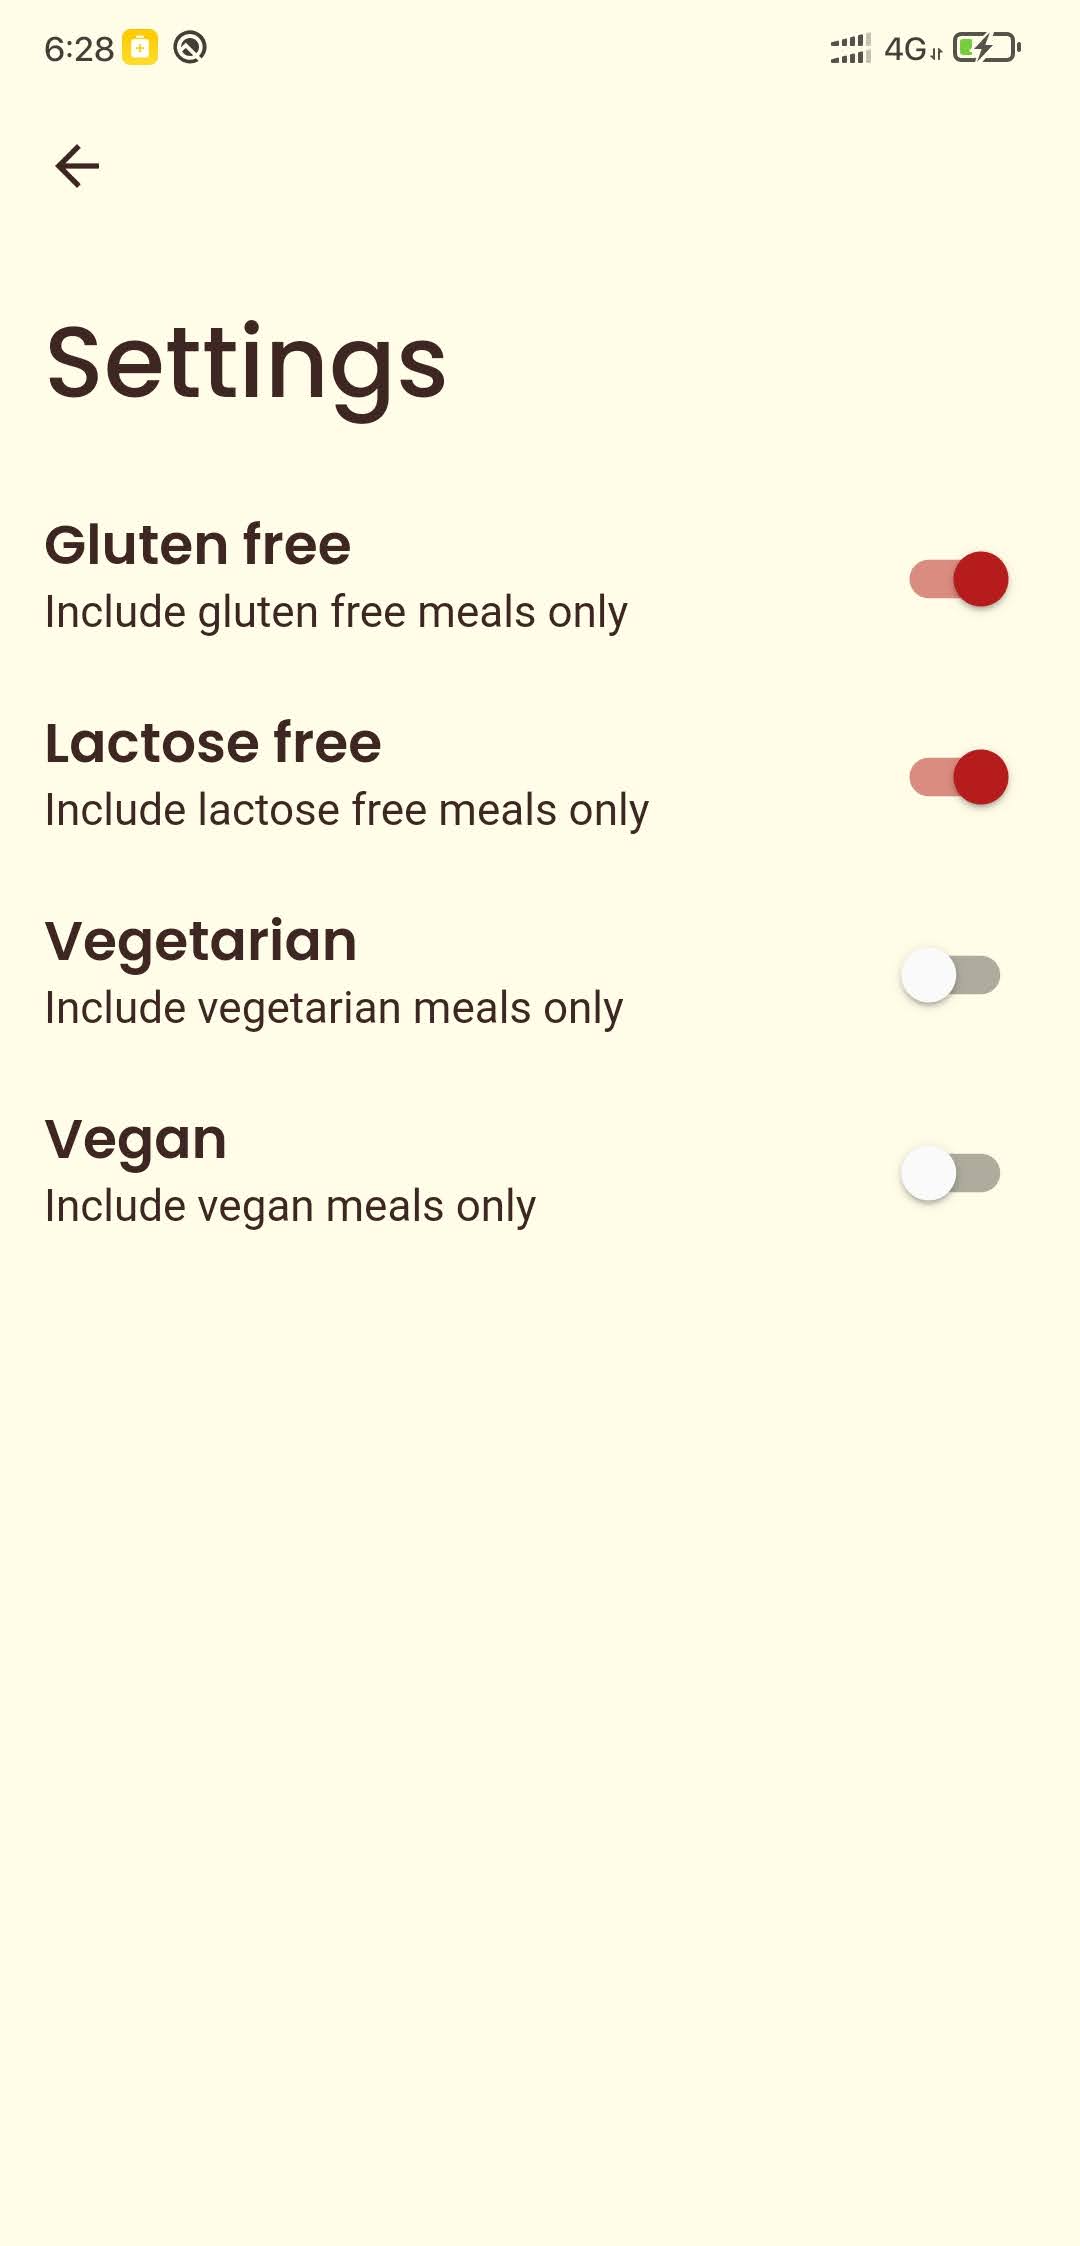 6:28 4G
Settings
Gluten free
Include gluten free meals only
Lactose free
Include lactose free meals only
Vegetarian
Include vegetarian meals only
Vegan
Include vegan meals only